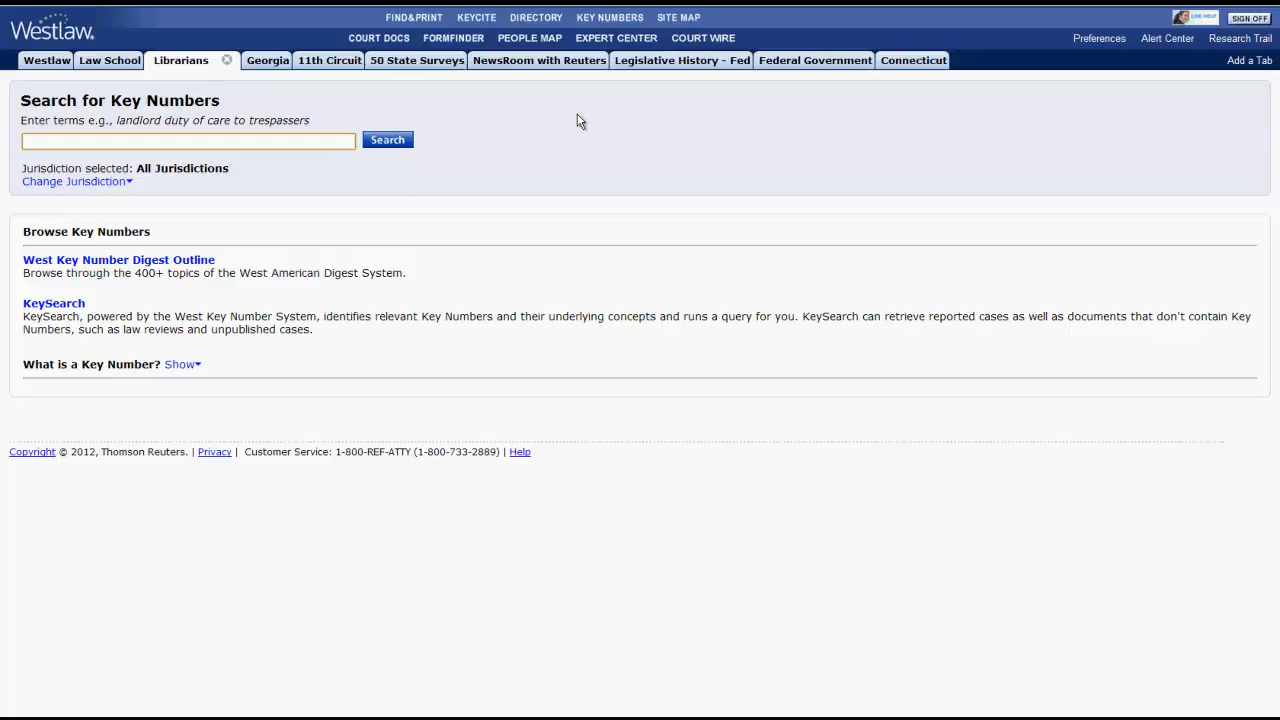 Westlaw.
FIND&PRINT KEYCITE DIRECTORY KEY NUMBERS SITE MAP
LIVE HELP SIGN OFF
COURT DOCS FORMFINDER PEOPLE MAP EXPERT CENTER COURT WIRE
Preferences Alert Center Research Trail
Westlaw Law School Librarians Georgia 11th Circuit 50 State Surveys NewsRoom with Reuters Legislative History - Fed Federal Government Connecticut Add a Tab
Search for Key Numbers
Enter terms e.g., landlord duty of care to trespassers
Search
Jurisdiction selected: All Jurisdictions
Change Jurisdiction
Browse Key Numbers
West Key Number Digest Outline
Browse through the 400+ topics of the West American Digest System.
KeySearch
KeySearch, powered by the West Key Number System, identifies relevant Key Numbers and their underlying concepts and runs a query for you. KeySearch can retrieve reported cases as well as documents that don't contain Key
Numbers, such as law reviews and unpublished cases.
What is a Key Number? Show
Copyright © 2012, Thomson Reuters. | Privacy | Customer Service: 1-800-REF-ATTY (1-800-733-2889) | Help